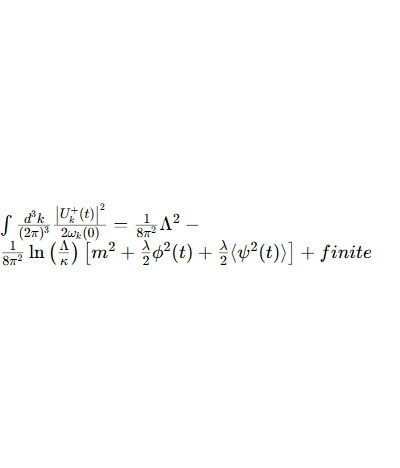 ∫ d³k/(2π)³ |U_k^+(t)|²/2ω_k(0) = 1/8π² Λ² −
1/8π² ln (Λ/κ) [m² + λ/2 ϕ²(t) + λ/2 ⟨ψ²(t)⟩] + finite